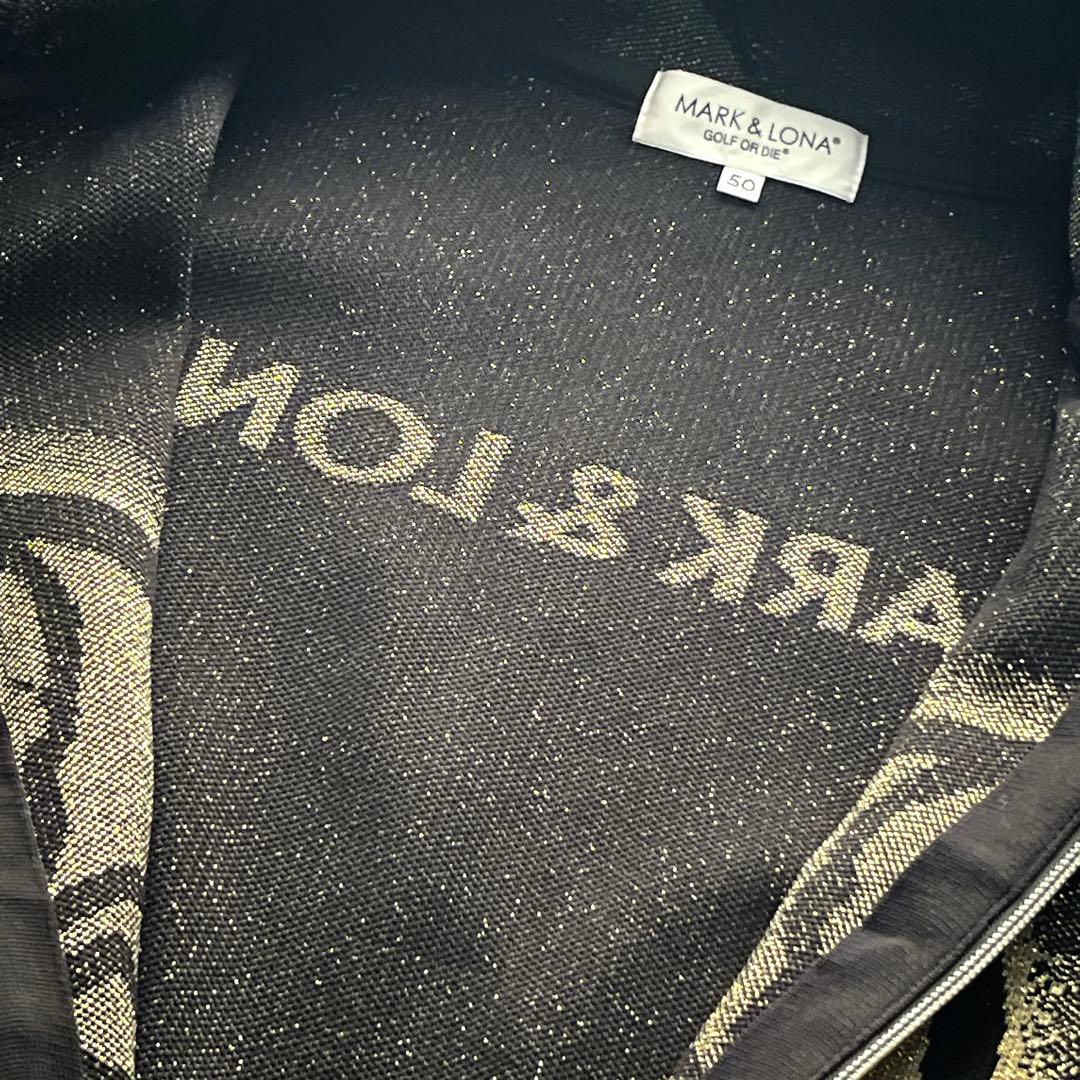 MARK & LONA®
GOLF OR DIE®
50
ARK & LON